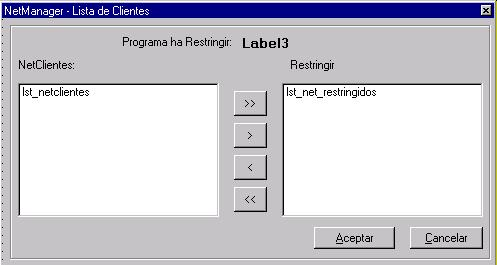 NetManager - Lista de Clientes
Programa ha Restringir: Label3
NetClientes: Restringir
lst_netclientes lst_net_restringidos
>>
>
<
<<
Aceptar Cancelar